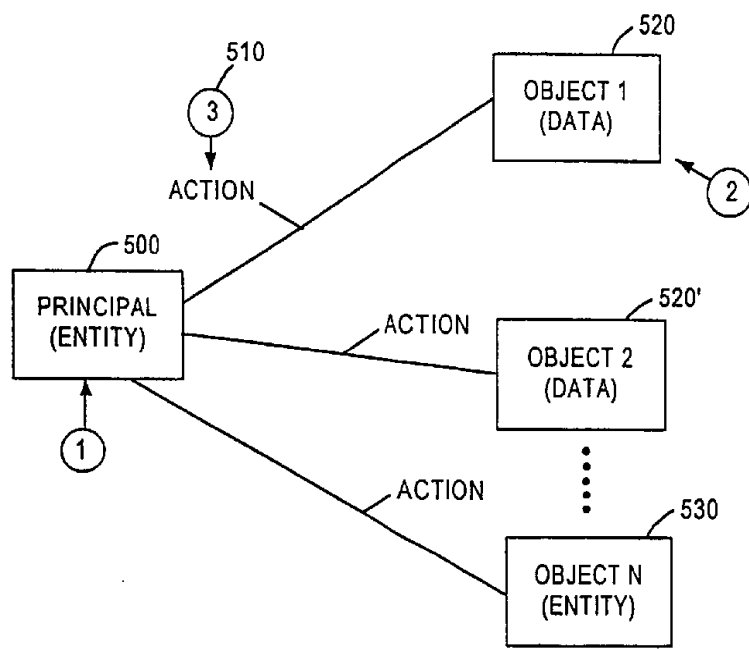 510
520
3
OBJECT 1
(DATA)
ACTION
2
500
PRINCIPAL
(ENTITY)
520'
ACTION
OBJECT 2
(DATA)
1
ACTION
530
OBJECT N
(ENTITY)